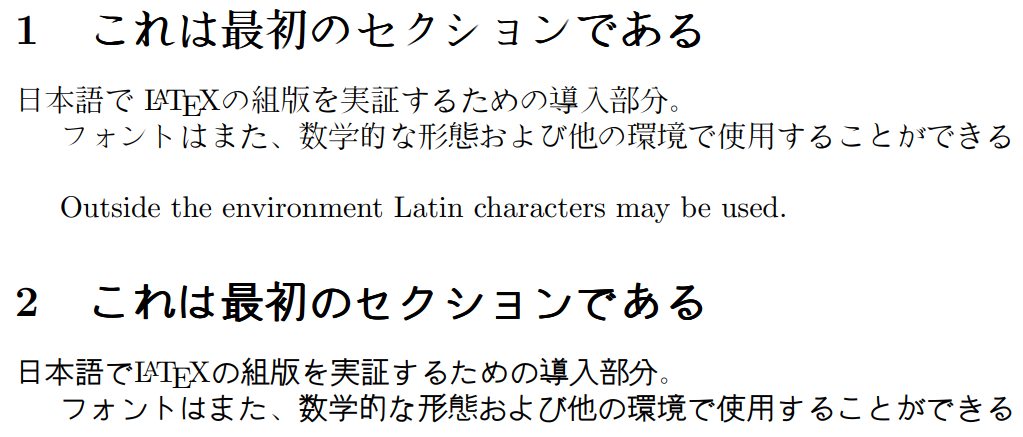 1 これは最初のセクションである
日本語で LATEXの組版を実証するための導入部分。
フォントはまた、数学的な形態および他の環境で使用することができる
Outside the environment Latin characters may be used.
2 これは最初のセクションである
日本語でLATEXの組版を実証するための導入部分。
フォントはまた、数学的な形態および他の環境で使用することができる